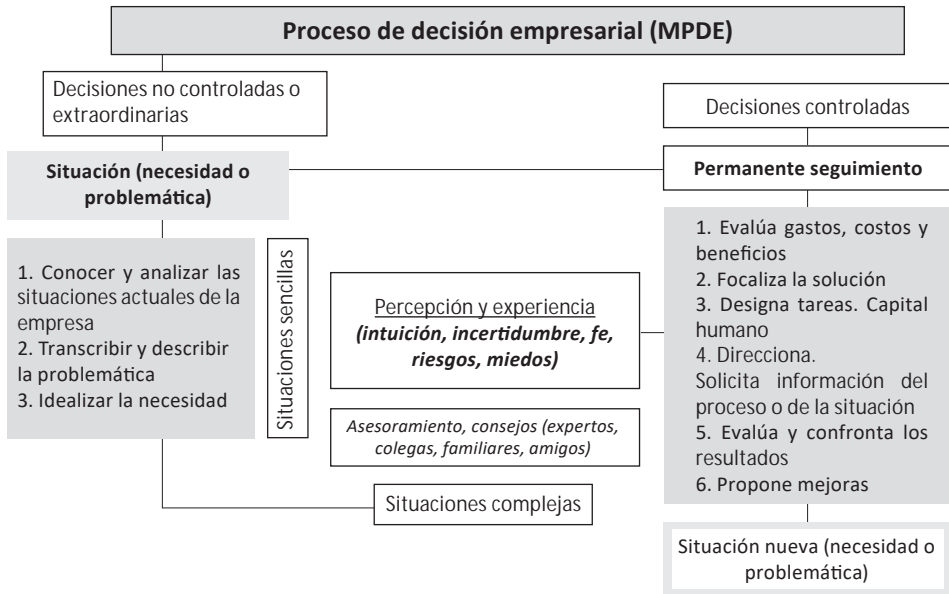 Proceso de decisión empresarial (MPDE)
Decisiones no controladas o
extraordinarias
Situación (necesidad o
problemática)
1. Conocer y analizar las
situaciones actuales de la
empresa
2. Transcribir y describir
la problemática
3. Idealizar la necesidad
Situaciones sencillas
Percepción y experiencia
(intuición, incertidumbre, fe,
riesgos, miedos)
Asesoramiento, consejos (expertos,
colegas, familiares, amigos)
Situaciones complejas
Decisiones controladas
Permanente seguimiento
1. Evalúa gastos, costos y
beneficios
2. Focaliza la solución
3. Designa tareas. Capital
humano
4. Direcciona.
Solicita información del
proceso o de la situación
5. Evalúa y confronta los
resultados
6. Propone mejoras
Situación nueva (necesidad o
problemática)